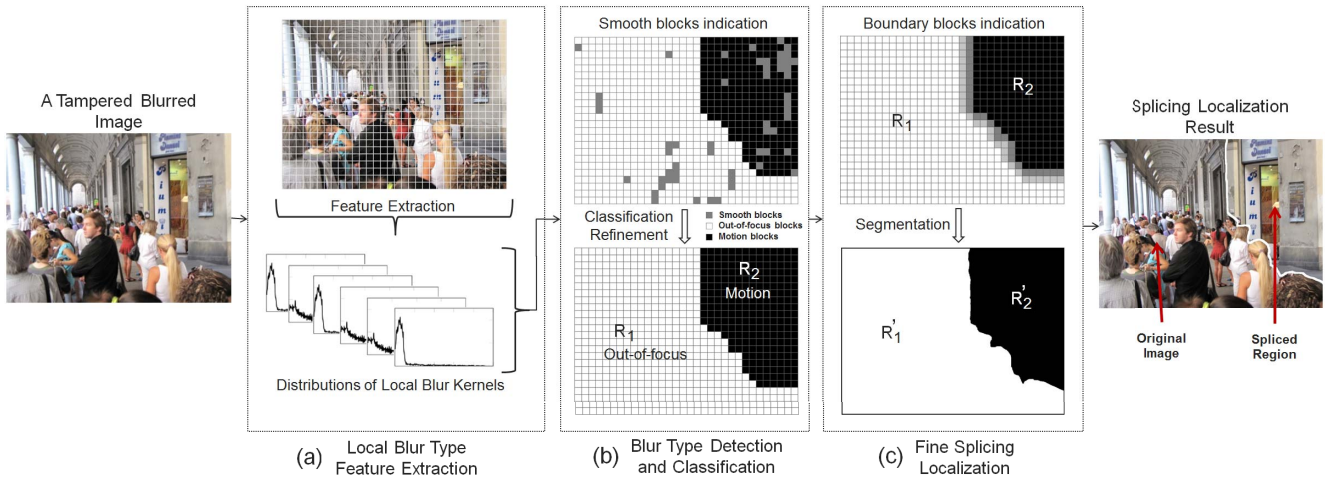 A Tampered Blurred
Image
Feature Extraction
Distributions of Local Blur Kernels
(a)
Local Blur Type
Feature Extraction
Smooth blocks indication
Classification
Refinement
Smooth blocks
Out-of-focus blocks
Motion blocks
R2
Motion
R1
Out-of-focus
(b)
Blur Type Detection
and Classification
Boundary blocks indication
R2
R1
Segmentation
R'2
R'1
(c)
Fine Splicing
Localization
Splicing Localization
Result
Original
Image
Spliced
Region